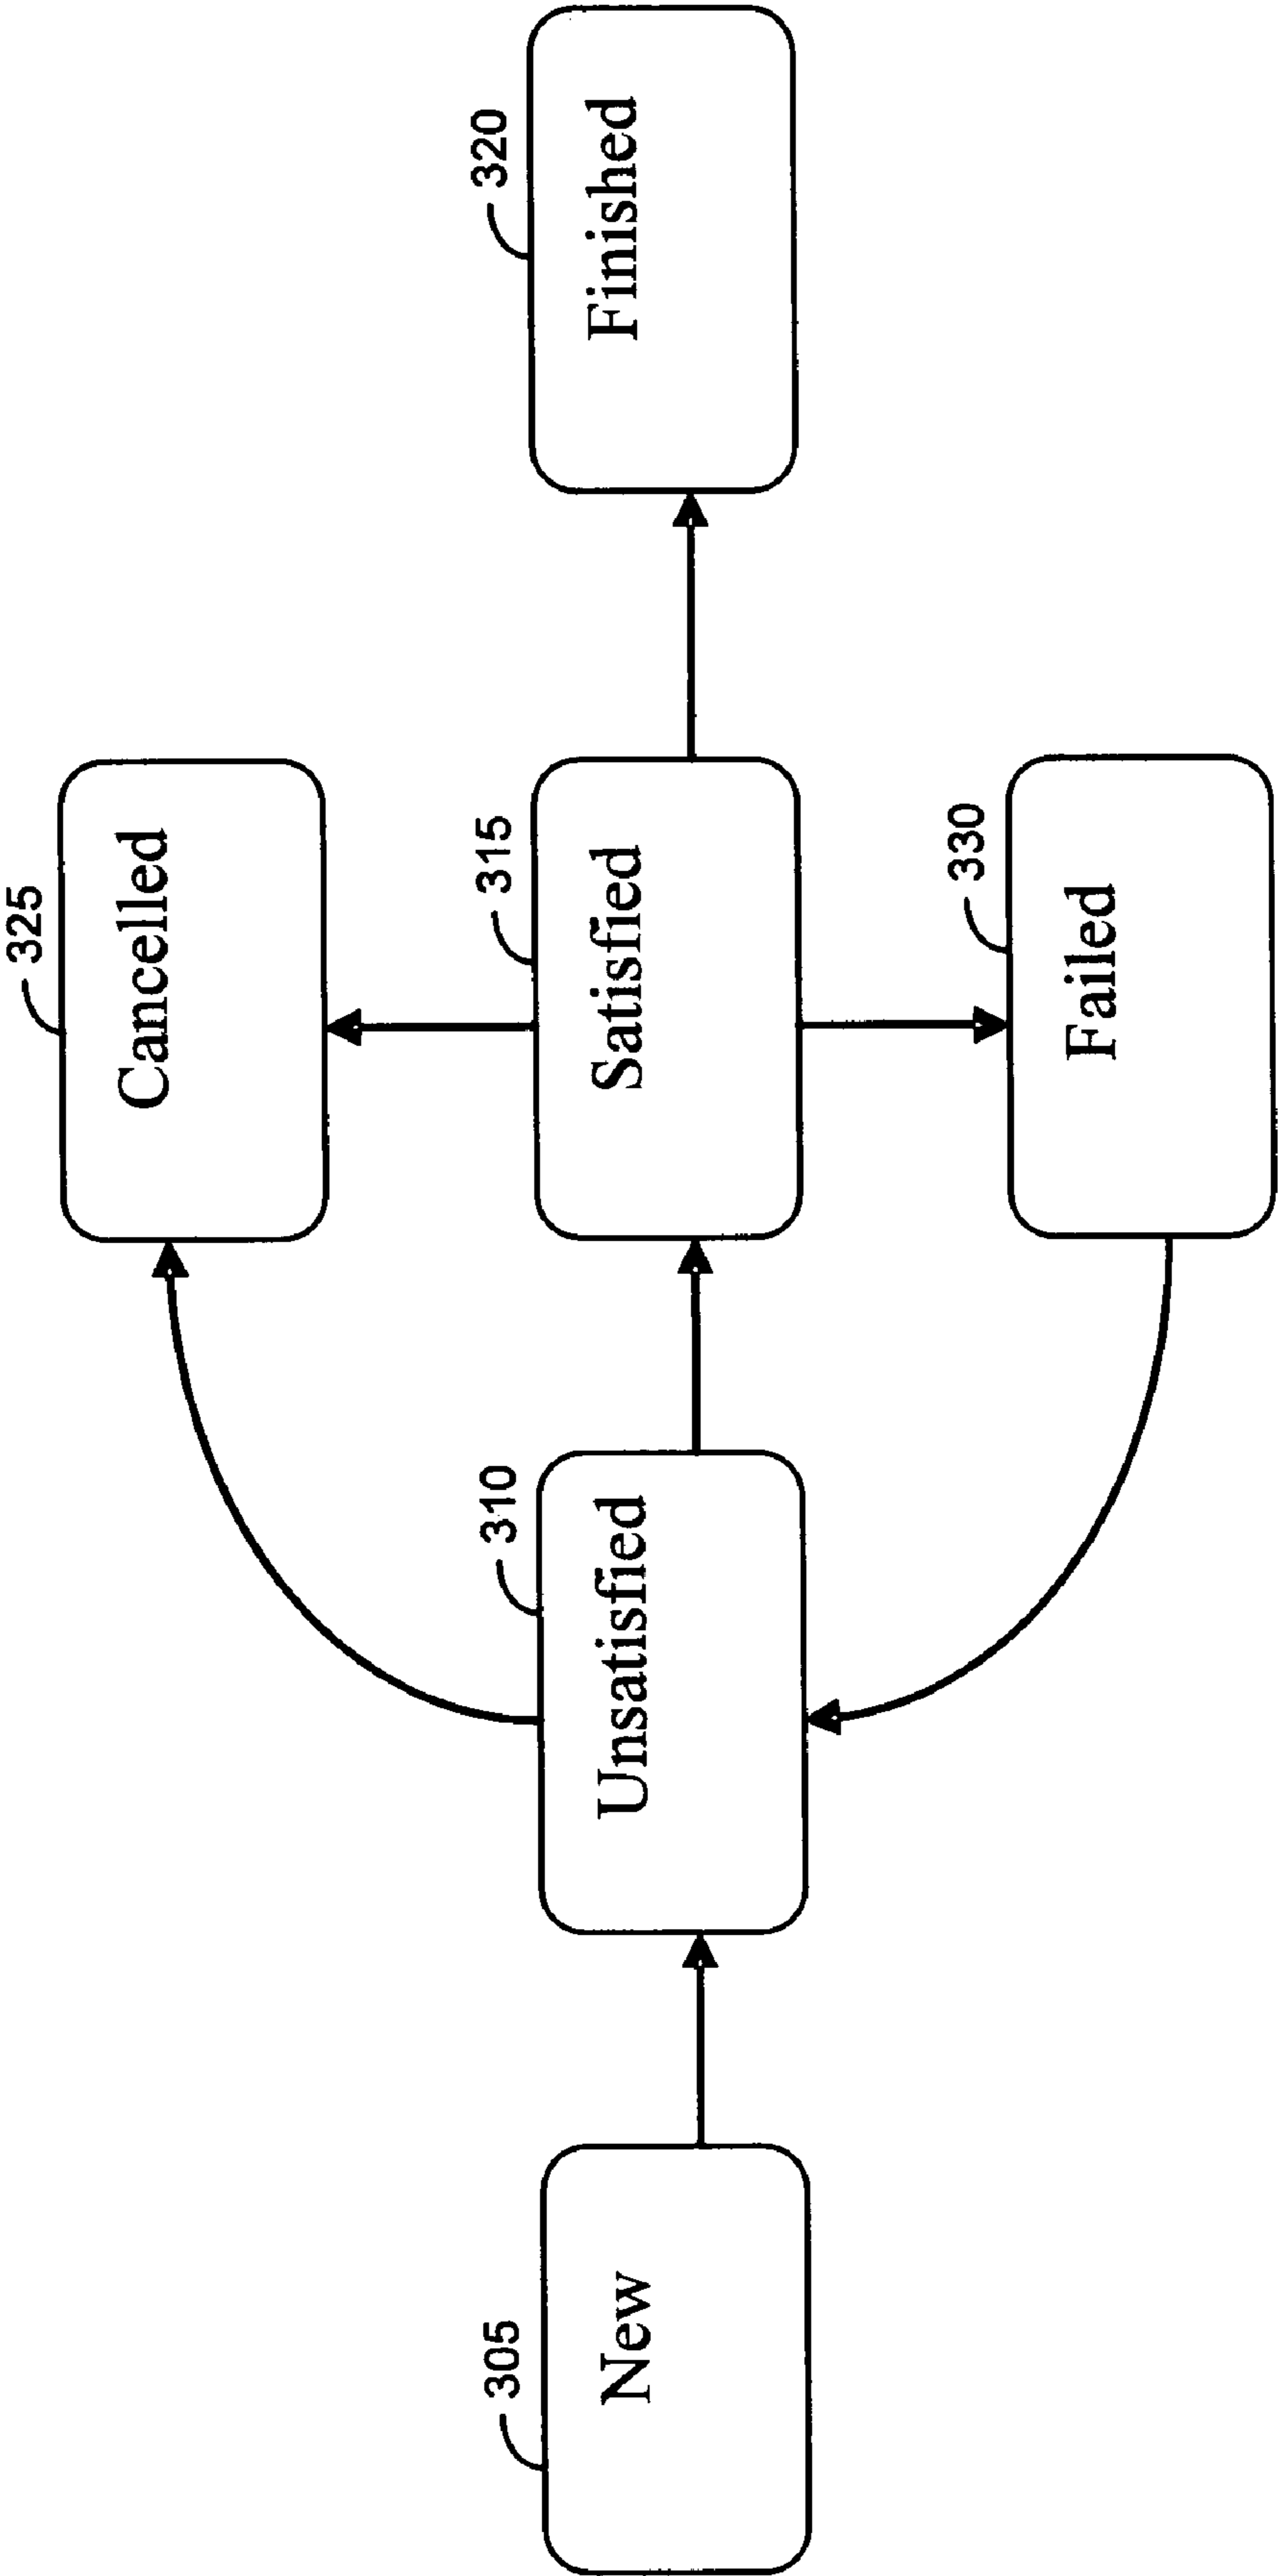 325
Cancelled
305
New
310
Unsatisfied
315
Satisfied
320
Finished
330
Failed